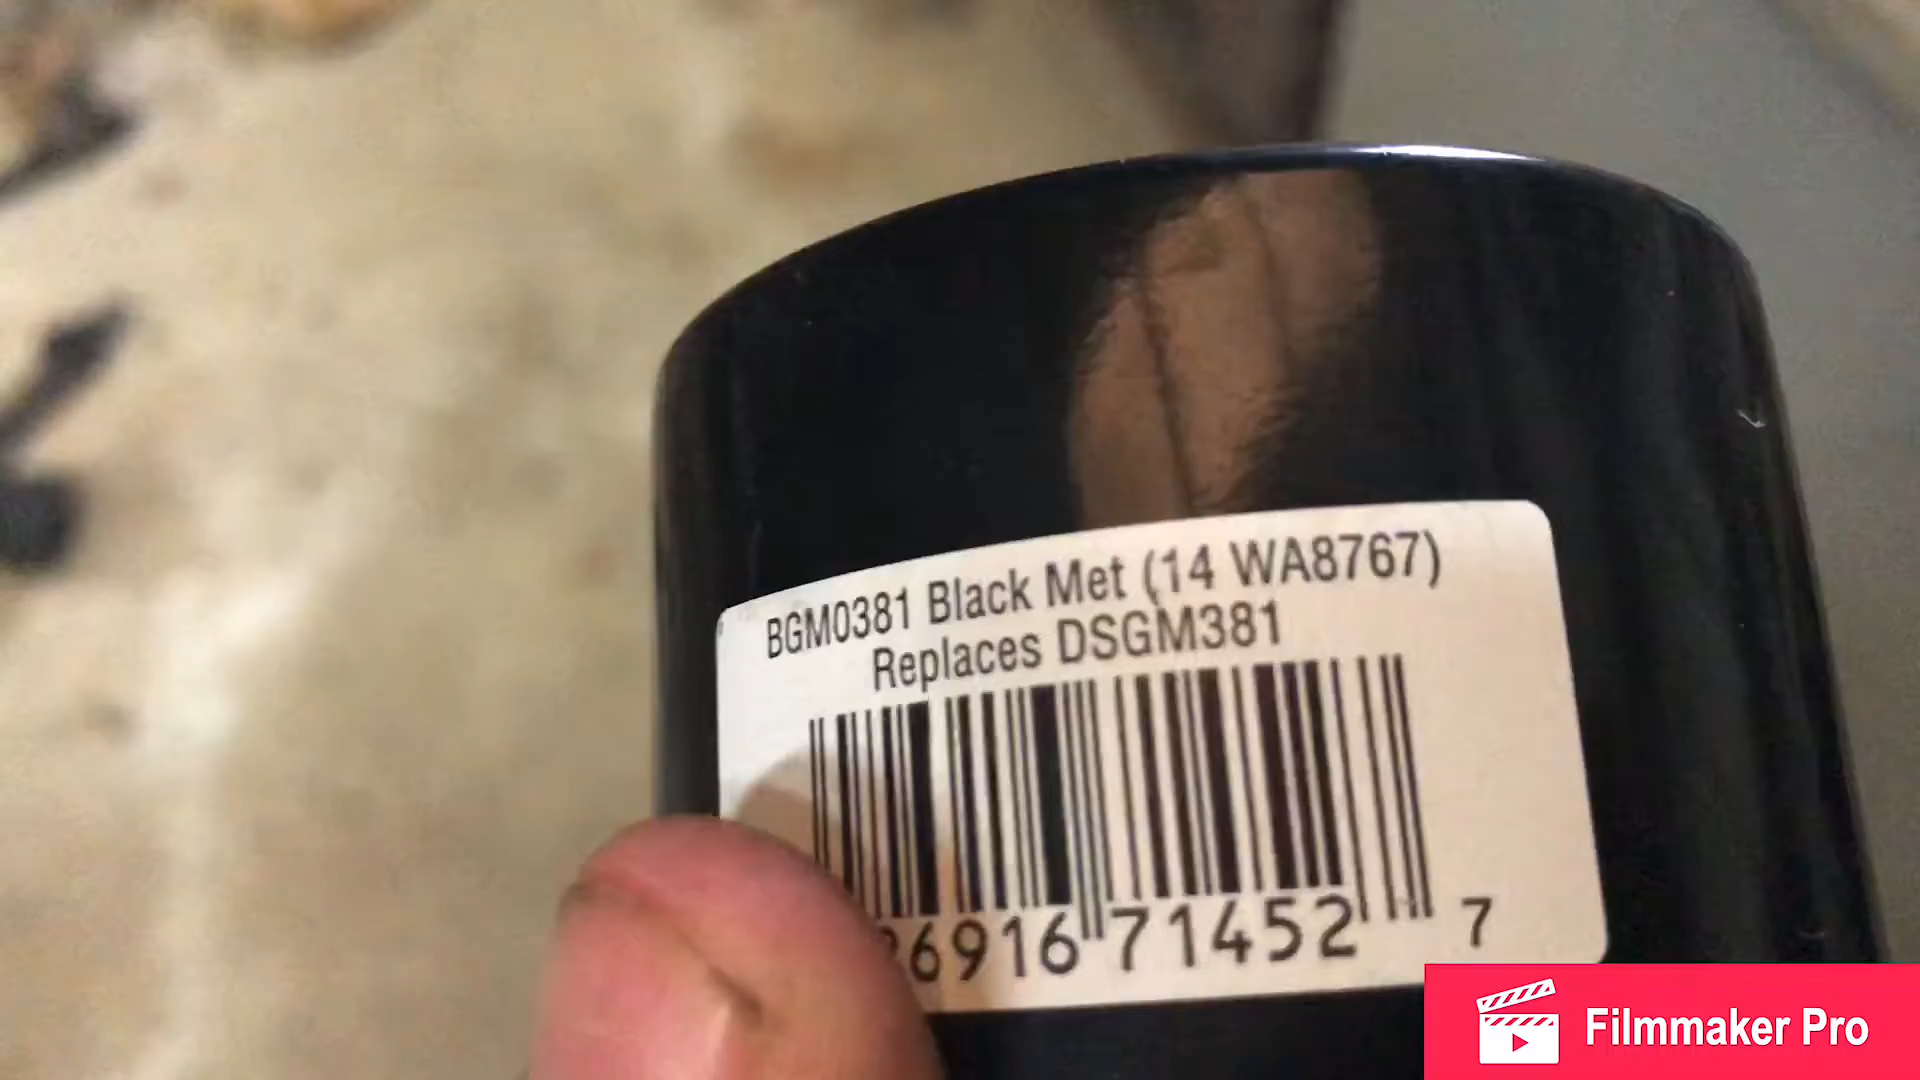 BGM0381 Black Met (14 WA8767)
Replaces DSGM381
6916 71452 7
Filmmaker Pro